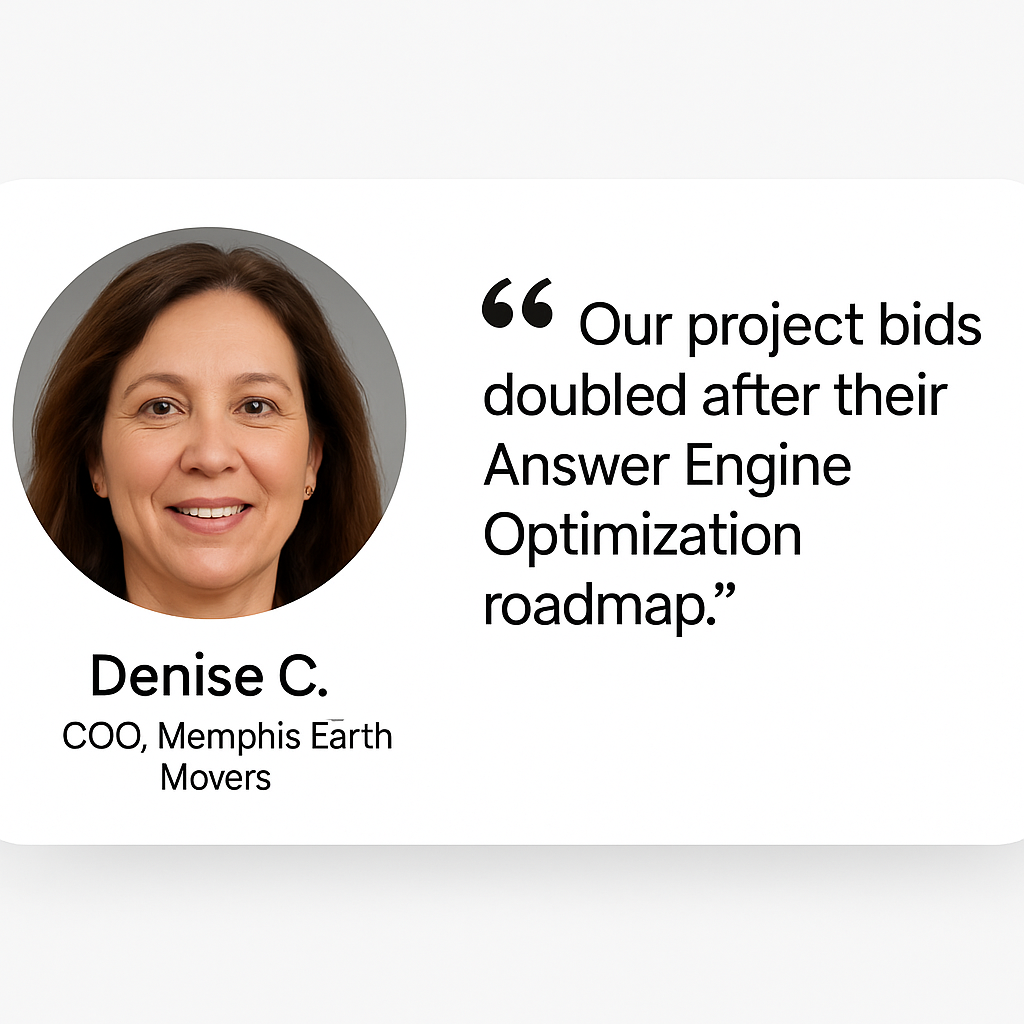 “ Our project bids
doubled after their
Answer Engine
Optimization
roadmap.”
Denise C.
COO, Memphis Earth
Movers